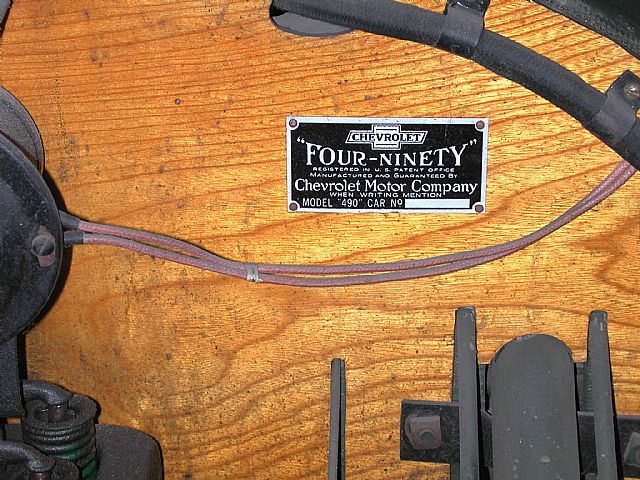 CHEVROLET
"FOUR-NINETY"
REGISTERED IN U.S. PATENT OFFICE
MANUFACTURED AND GUARANTEED BY
Chevrolet Motor Company
WHEN WRITING MENTION
MODEL "490" CAR No